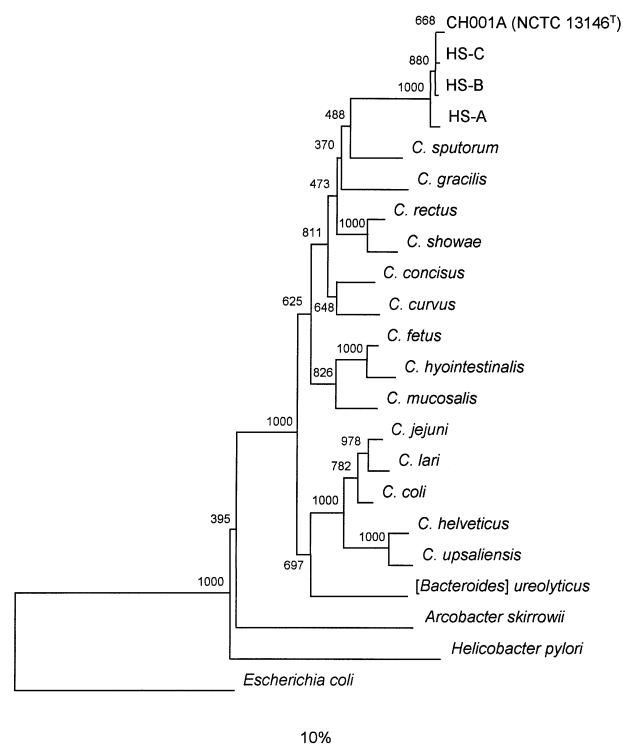 668 CH001A (NCTC 13146ᵀ)
880 HS-C
HS-B
1000
HS-A
488
370 C. sputorum
C. gracilis
473
1000 C. rectus
811 C. showae
C. concisus
625 648 C. curvus
C. fetus
1000
826 C. hyointestinalis
C. mucosalis
1000 978 C. jejuni
782 C. lari
C. coli
1000
395 C. helveticus
1000
697 C. upsaliensis
1000 [Bacteroides] ureolyticus
Arcobacter skirrowii
Helicobacter pylori
Escherichia coli
10%